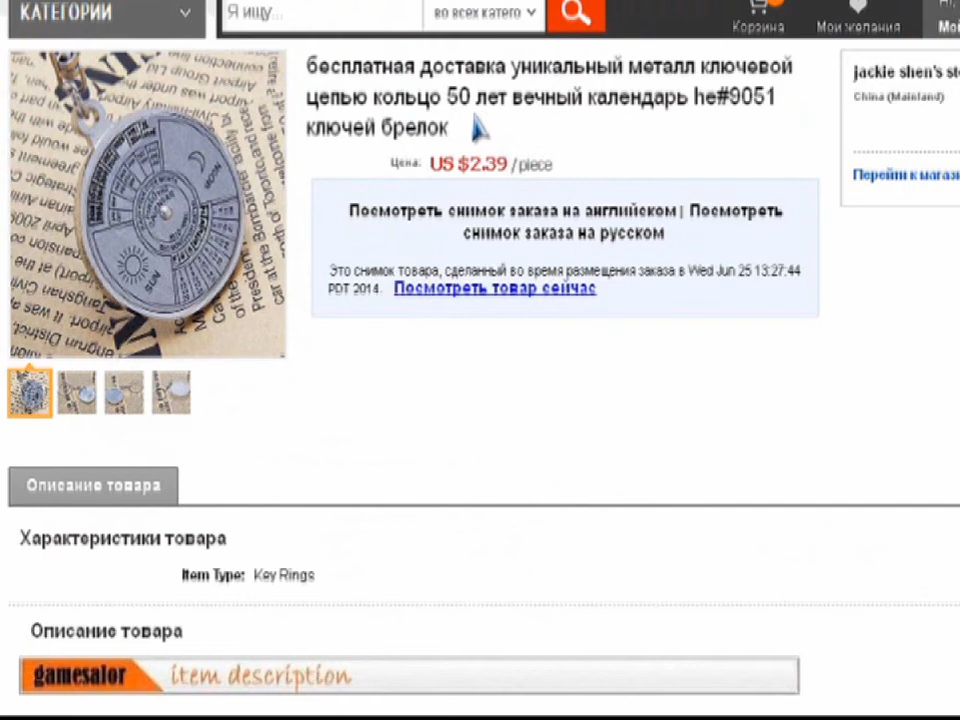 КАТЕГОРИИ
Я ищу...
во всех катего
Корзина
Мои желания
бесплатная доставка уникальный металл ключевой
цепью кольцо 50 лет вечный календарь he#9051
ключей брелок
Цена: US $2.39 / piece
Посмотреть снимок заказа на английском | Посмотреть
снимок заказа на русском
Это снимок товара, сделанный во время размещения заказа в Wed Jun 25 13:27:44
PDT 2014. Посмотреть товар сейчас
jackie shen's sto
China (Mainland)
Перейти к магаз
MOON
SUN
Описание товара
Характеристики товара
Item Type: Key Rings
Описание товара
gamesalor item description